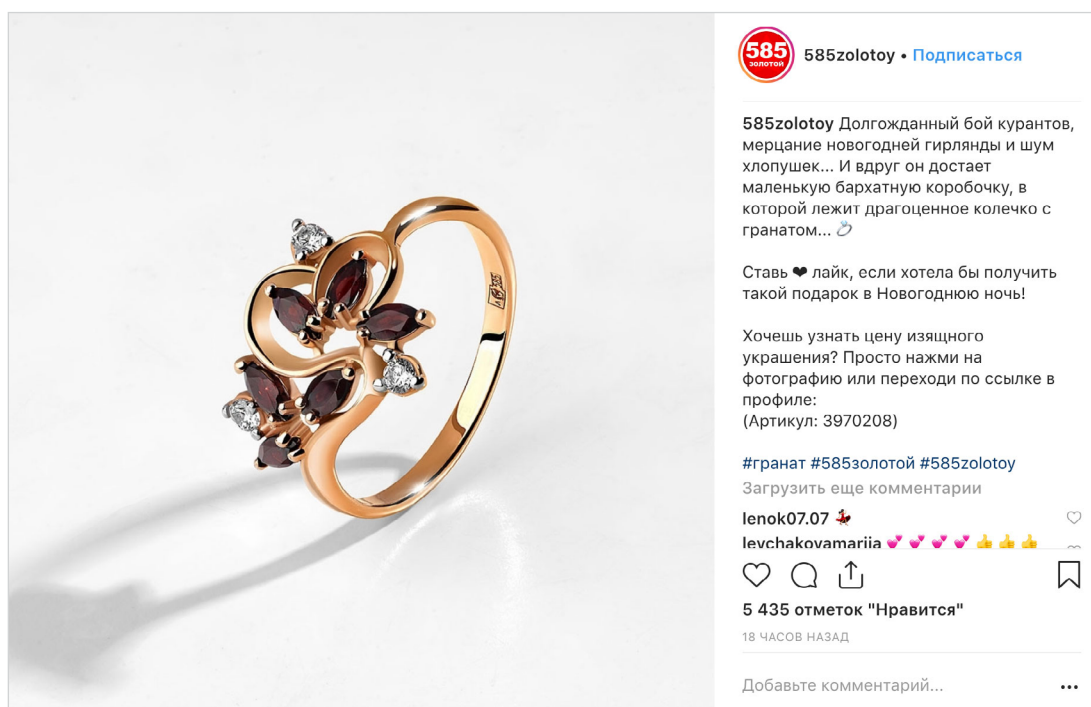 585
ЗОЛОТОЙ
585zolotoy • Подписаться
585zolotoy Долгожданный бой курантов,
мерцание новогодней гирлянды и шум
хлопушек... И вдруг он достает
маленькую бархатную коробочку, в
которой лежит драгоценное колечко с
гранатом... 💍
Ставь ❤ лайк, если хотела бы получить
такой подарок в Новогоднюю ночь!
Хочешь узнать цену изящного
украшения? Просто нажми на
фотографию или переходи по ссылке в
профиле:
(Артикул: 3970208)
#гранат #585золотой #585zolotoy
Загрузить еще комментарии
lenok07.07 💃
levchakovamariia 💕 💕 💕 💕 👍 👍 👍
5 435 отметок "Нравится"
18 ЧАСОВ НАЗАД
Добавьте комментарий...